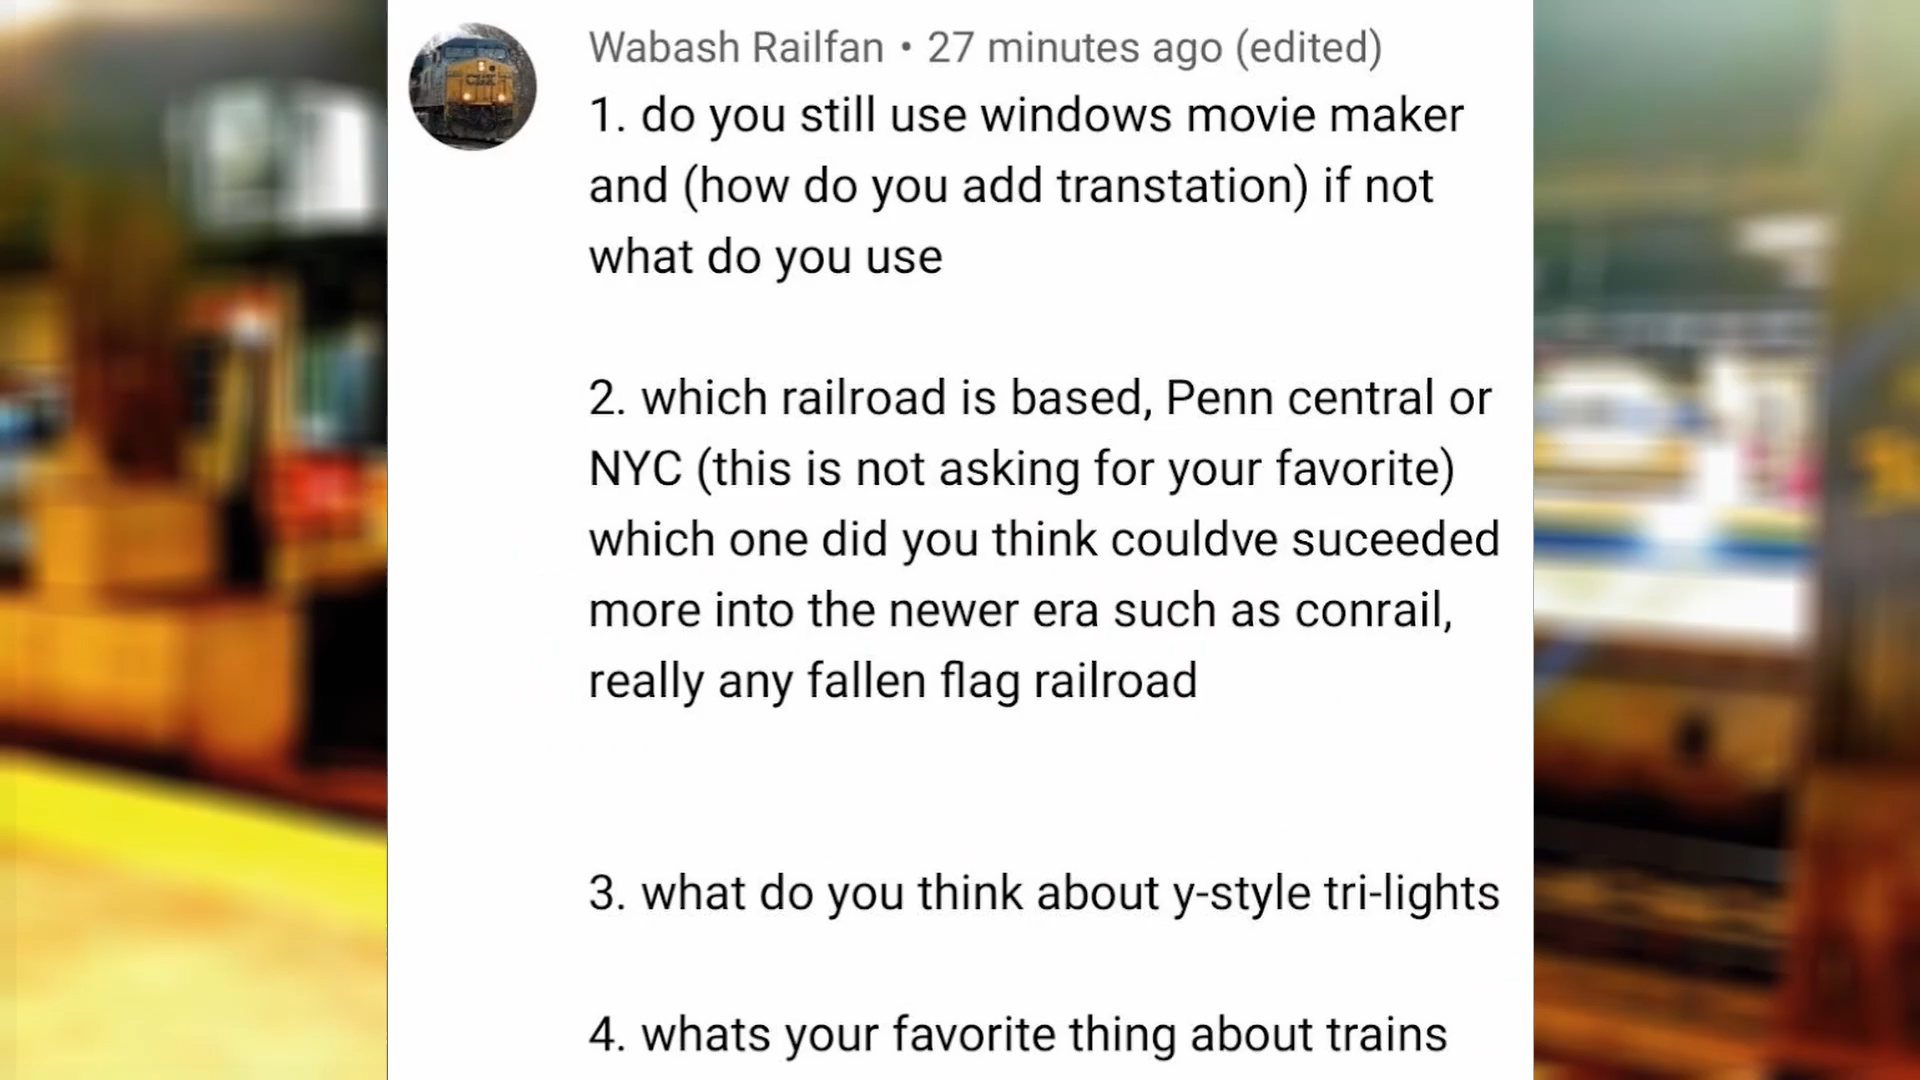 Wabash Railfan • 27 minutes ago (edited)
1. do you still use windows movie maker
and (how do you add transtation) if not
what do you use
2. which railroad is based, Penn central or
NYC (this is not asking for your favorite)
which one did you think couldve suceeded
more into the newer era such as conrail,
really any fallen flag railroad
3. what do you think about y-style tri-lights
4. whats your favorite thing about trains